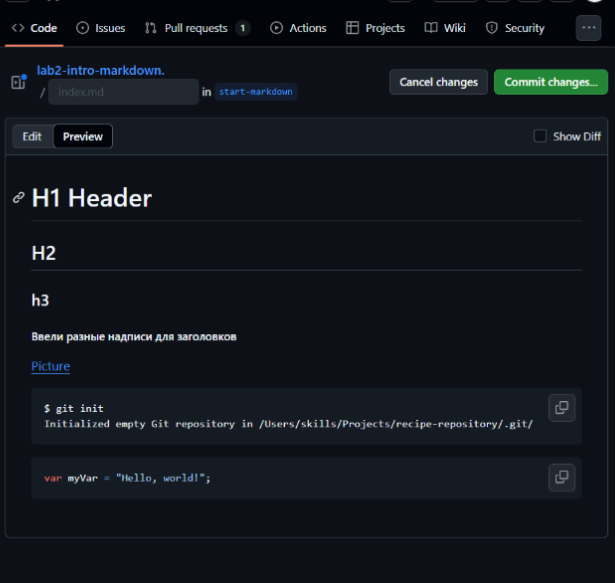 Code Issues Pull requests 1 Actions Projects Wiki Security
lab2-intro-markdown.
/ index.md in start-markdown
Cancel changes Commit changes...
Edit Preview Show Diff
H1 Header
H2
h3
Ввели разные надписи для заголовков
Picture
$ git init
Initialized empty Git repository in /Users/skills/Projects/recipe-repository/.git/
var myVar = "Hello, world!";